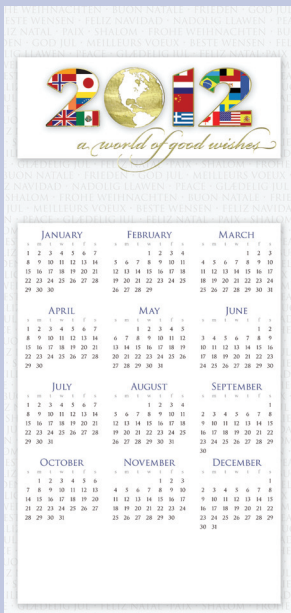 2012
a world of good wishes
JANUARY
s m t w t f s
1 2 3 4 5 6 7
8 9 10 11 12 13 14
15 16 17 18 19 20 21
22 23 24 25 26 27 28
29 30 31
FEBRUARY
s m t w t f s
1 2 3 4
5 6 7 8 9 10 11
12 13 14 15 16 17 18
19 20 21 22 23 24 25
26 27 28 29
MARCH
s m t w t f s
1 2 3
4 5 6 7 8 9 10
11 12 13 14 15 16 17
18 19 20 21 22 23 24
25 26 27 28 29 30 31
APRIL
s m t w t f s
1 2 3 4 5 6 7
8 9 10 11 12 13 14
15 16 17 18 19 20 21
22 23 24 25 26 27 28
29 30
MAY
s m t w t f s
1 2 3 4 5
6 7 8 9 10 11 12
13 14 15 16 17 18 19
20 21 22 23 24 25 26
27 28 29 30 31
JUNE
s m t w t f s
1 2
3 4 5 6 7 8 9
10 11 12 13 14 15 16
17 18 19 20 21 22 23
24 25 26 27 28 29 30
JULY
s m t w t f s
1 2 3 4 5 6 7
8 9 10 11 12 13 14
15 16 17 18 19 20 21
22 23 24 25 26 27 28
29 30 31
AUGUST
s m t w t f s
1 2 3 4
5 6 7 8 9 10 11
12 13 14 15 16 17 18
19 20 21 22 23 24 25
26 27 28 29 30 31
SEPTEMBER
s m t w t f s
1
2 3 4 5 6 7 8
9 10 11 12 13 14 15
16 17 18 19 20 21 22
23 24 25 26 27 28 29
30
OCTOBER
s m t w t f s
1 2 3 4 5 6
7 8 9 10 11 12 13
14 15 16 17 18 19 20
21 22 23 24 25 26 27
28 29 30 31
NOVEMBER
s m t w t f s
1 2 3
4 5 6 7 8 9 10
11 12 13 14 15 16 17
18 19 20 21 22 23 24
25 26 27 28 29 30
DECEMBER
s m t w t f s
1
2 3 4 5 6 7 8
9 10 11 12 13 14 15
16 17 18 19 20 21 22
23 24 25 26 27 28 29
30 31